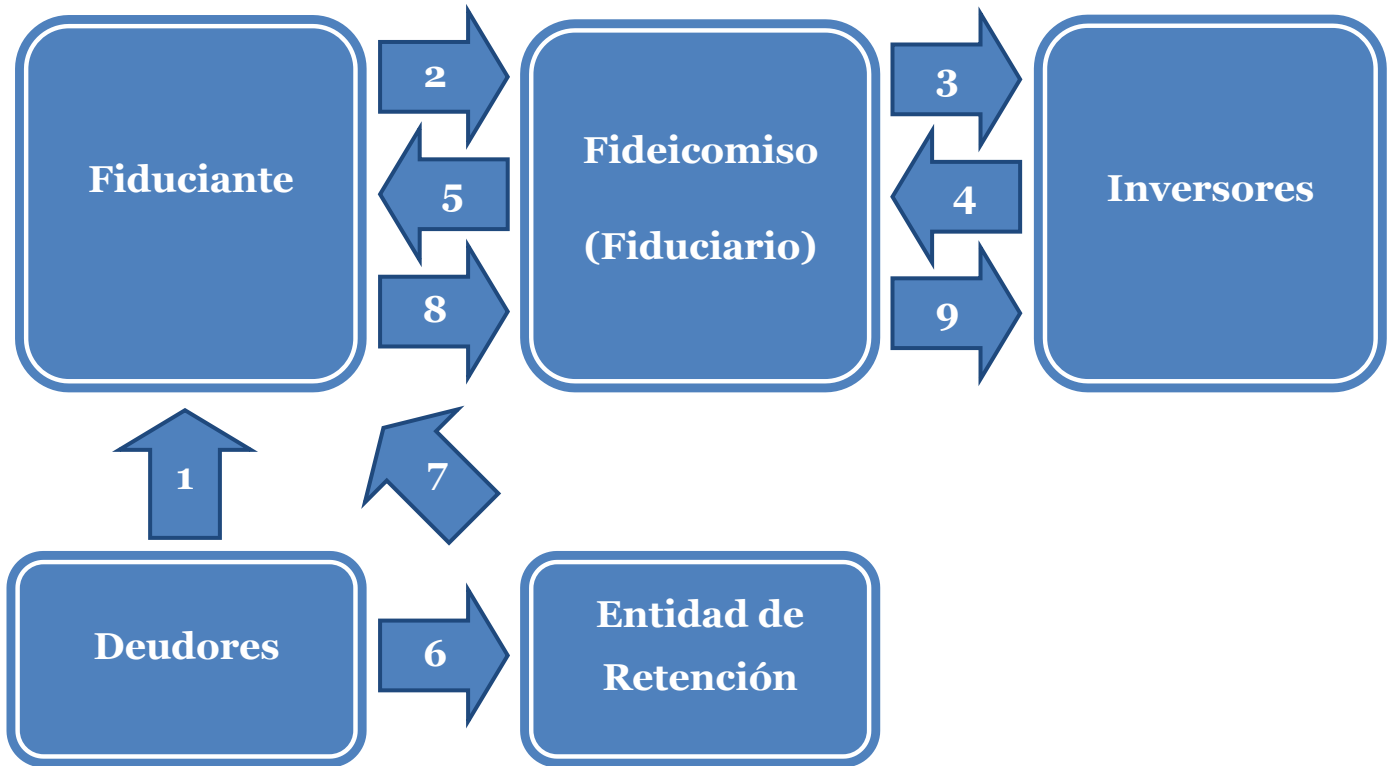 2
3
Fiduciante
Fideicomiso
(Fiduciario)
Inversores
5
4
8
9
1
7
Deudores
6
Entidad de
Retención